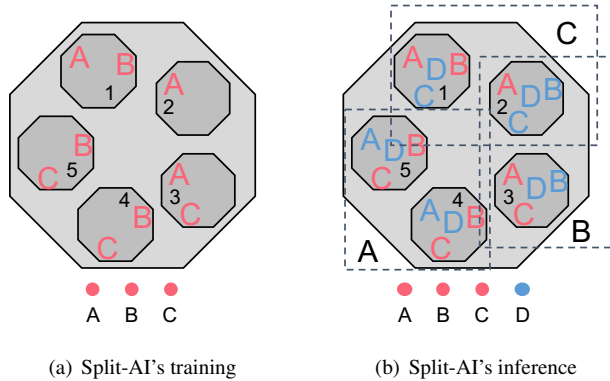 A B 1
A 2
B C 5
4 B C
3 A C
A B C
(a) Split-AI's training
C
A D B C 1
A D B 2 C
A D B C 5
A 4 D B C
A D B 3 C
A
B
A B C D
(b) Split-AI's inference